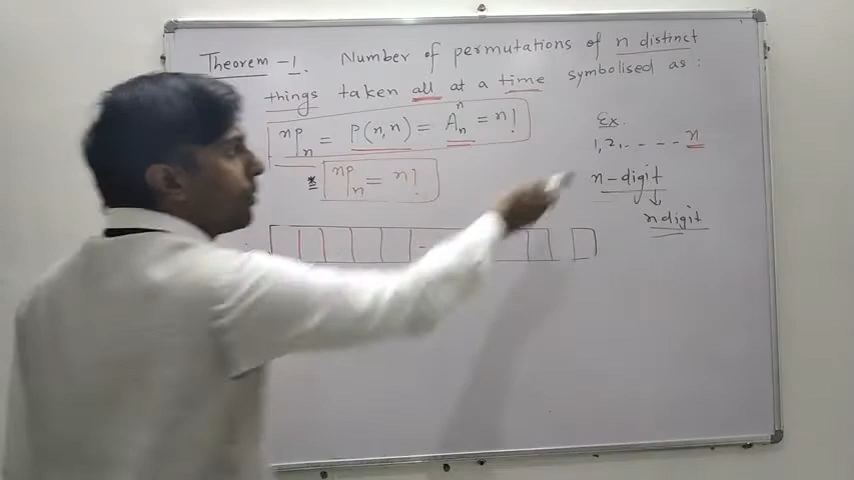 Theorem -1. Number of permutations of n distinct
things taken all at a time symbolised as :
ⁿPₙ = P(n,n) = Aⁿₙ = n!
* ⁿPₙ = n!
Ex.
1,2,- - - - n
n-digit
n digit